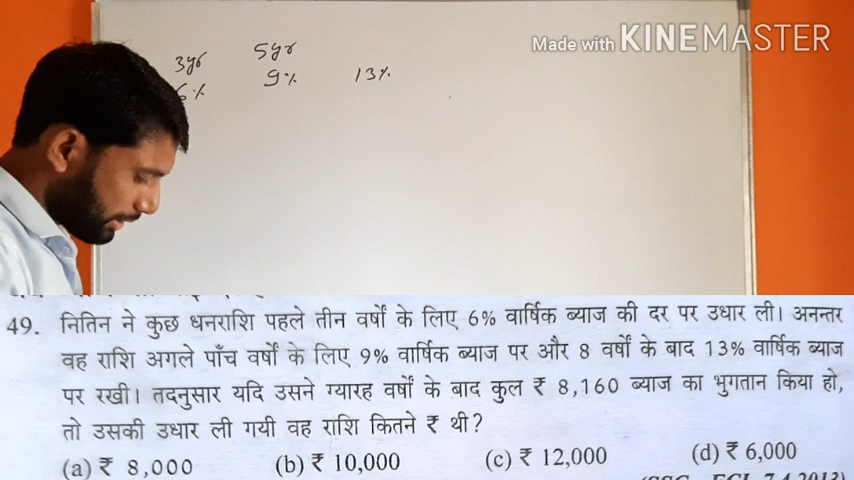 Made with KINEMASTER
3yr 5yr
6% 9% 13%
49. नितिन ने कुछ धनराशि पहले तीन वर्षों के लिए 6% वार्षिक ब्याज की दर पर उधार ली। अनन्तर
वह राशि अगले पाँच वर्षों के लिए 9% वार्षिक ब्याज पर और 8 वर्षों के बाद 13% वार्षिक ब्याज
पर रखी। तदनुसार यदि उसने ग्यारह वर्षों के बाद कुल ₹ 8,160 ब्याज का भुगतान किया हो,
तो उसकी उधार ली गयी वह राशि कितने ₹ थी?
(a) ₹ 8,000 (b) ₹ 10,000 (c) ₹ 12,000 (d) ₹ 6,000